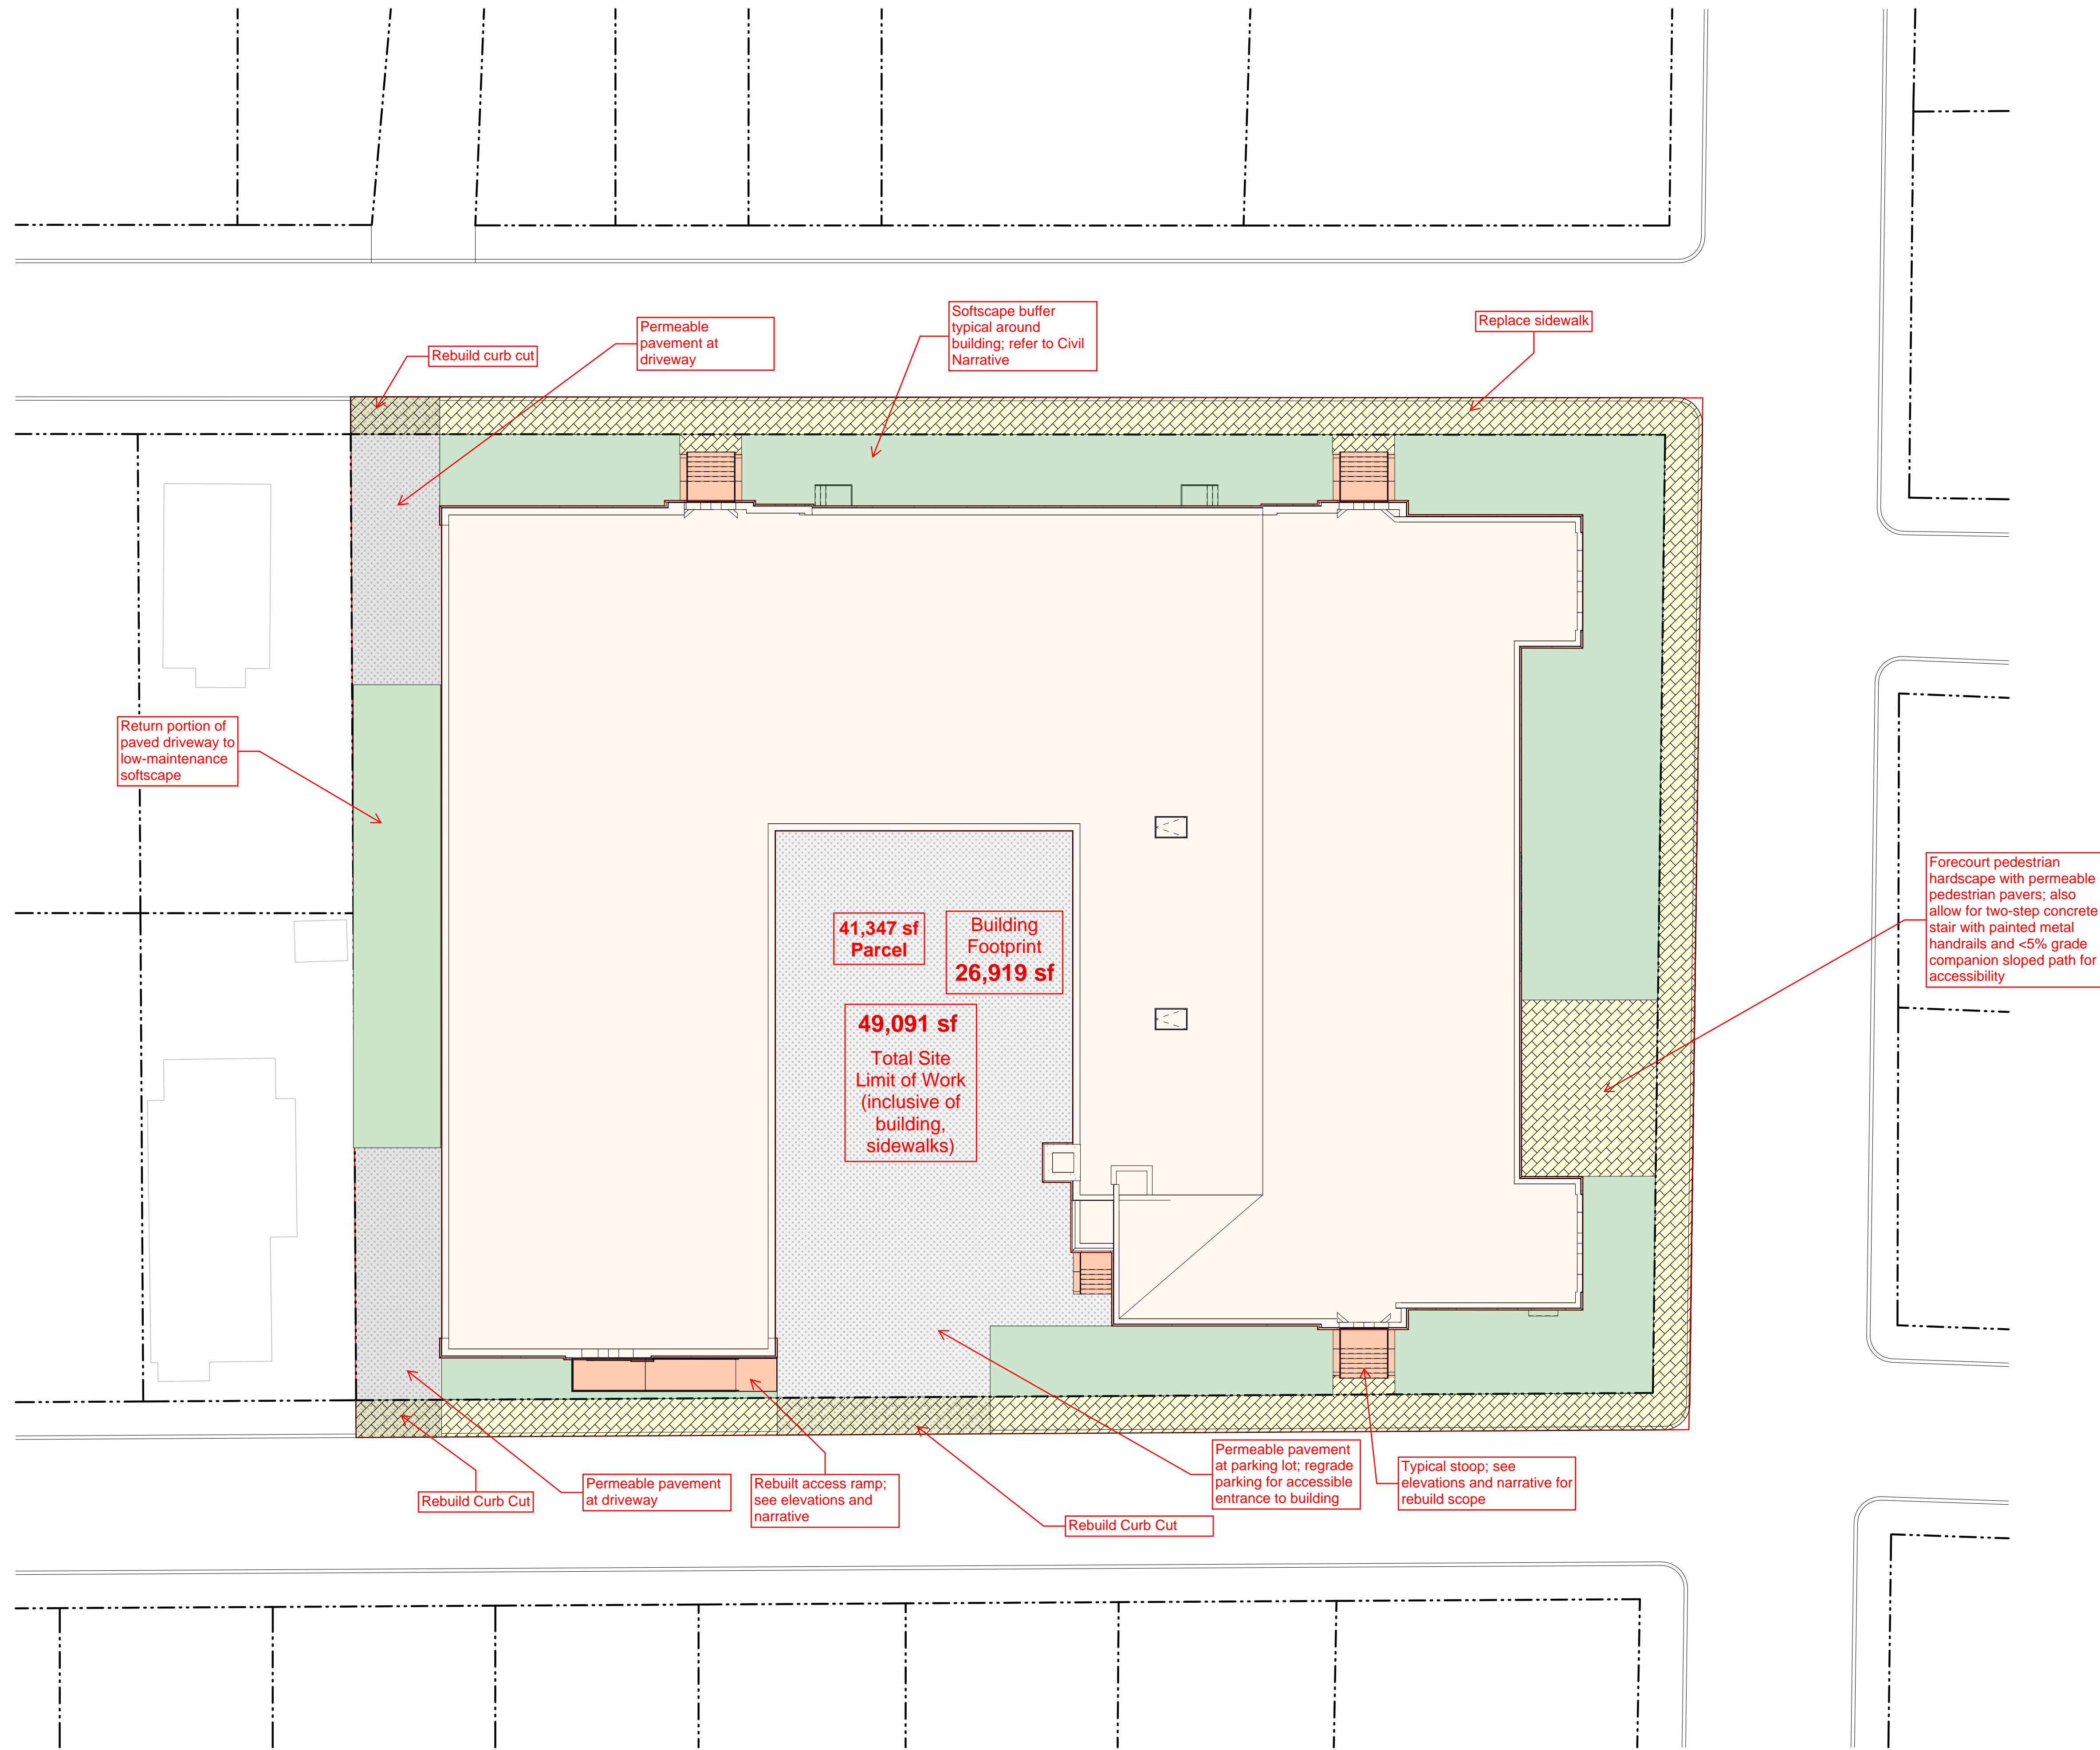 Softscape buffer
typical around
building; refer to Civil
Narrative
Replace sidewalk
Permeable
pavement at
driveway
Rebuild curb cut
Return portion of
paved driveway to
low-maintenance
softscape
Forecourt pedestrian
hardscape with permeable
pedestrian pavers; also
allow for two-step concrete
stair with painted metal
handrails and <5% grade
companion sloped path for
accessibility
41,347 sf
Parcel
Building
Footprint
26,919 sf
49,091 sf
Total Site
Limit of Work
(inclusive of
building,
sidewalks)
Rebuild Curb Cut
Permeable pavement
at driveway
Rebuilt access ramp;
see elevations and
narrative
Rebuild Curb Cut
Permeable pavement
at parking lot; regrade
parking for accessible
entrance to building
Typical stoop; see
elevations and narrative for
rebuild scope